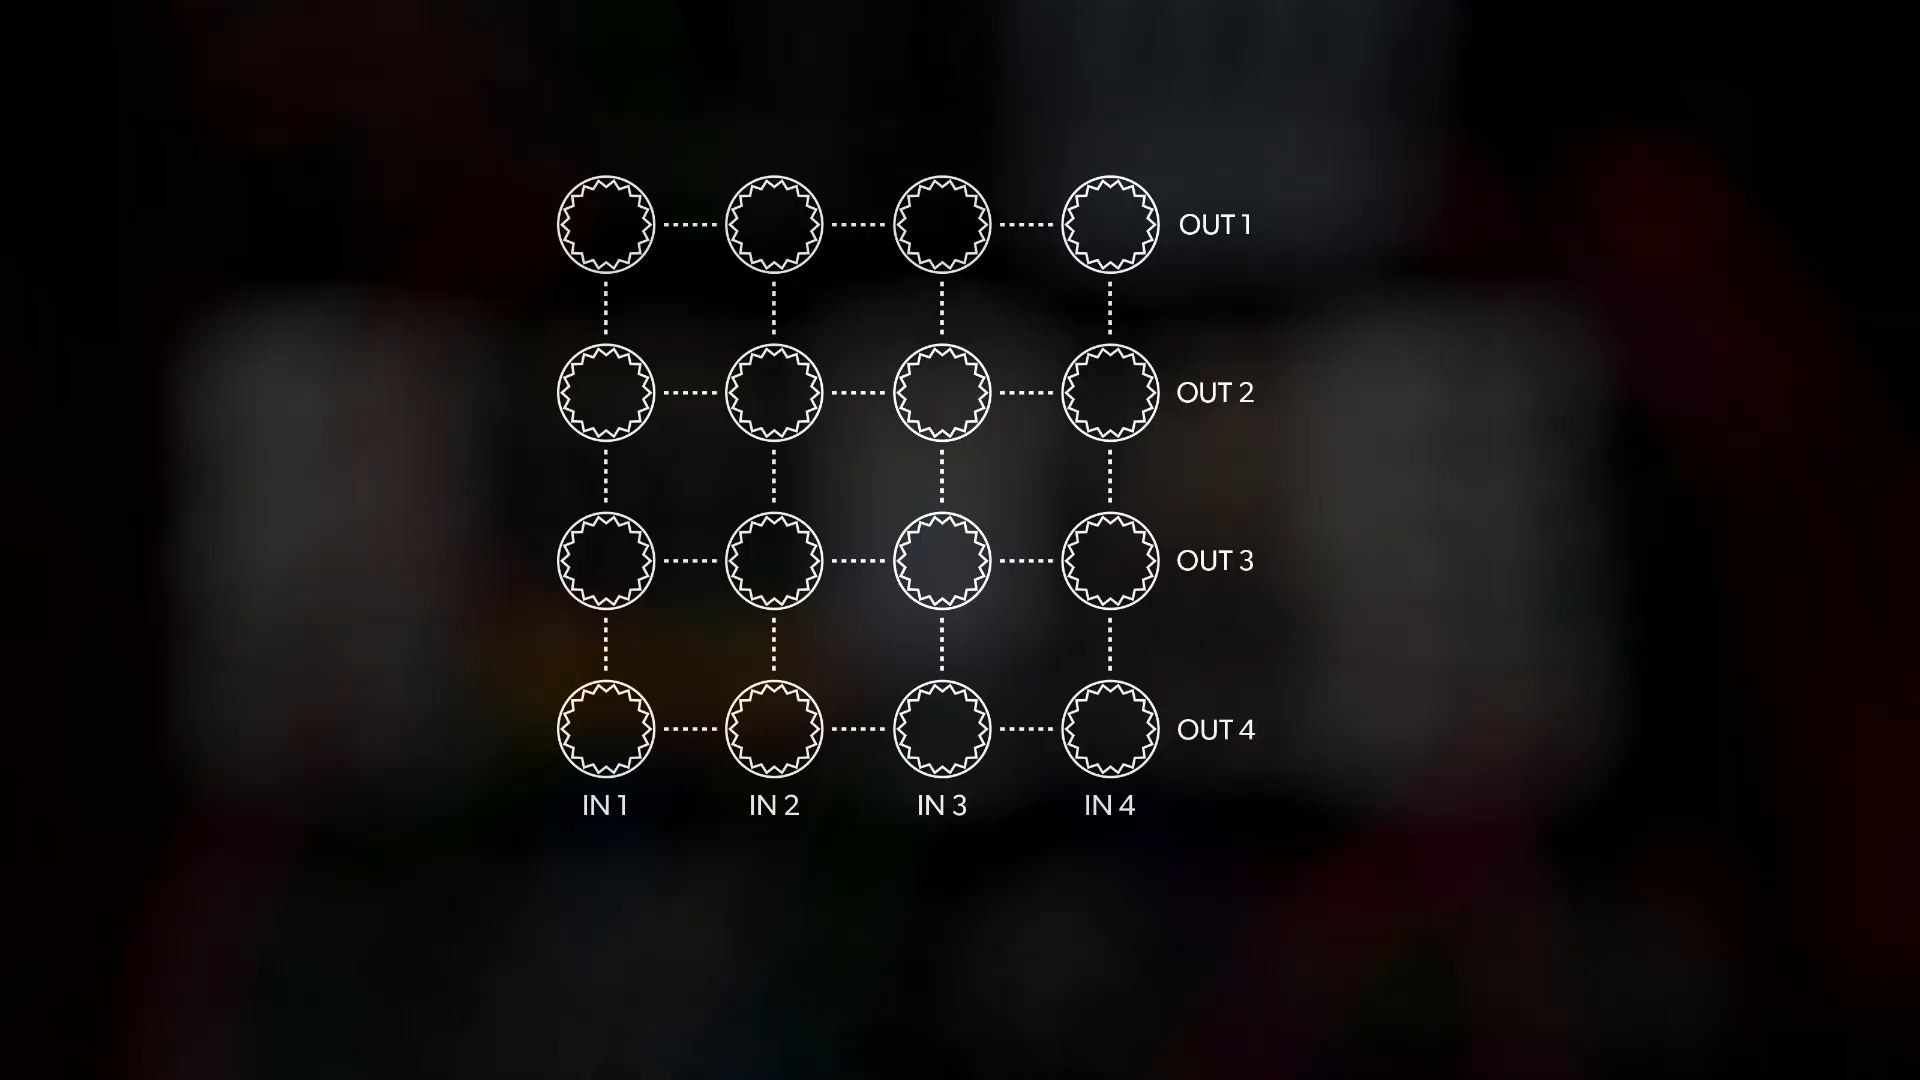 OUT 1
OUT 2
OUT 3
OUT 4
IN 1 IN 2 IN 3 IN 4